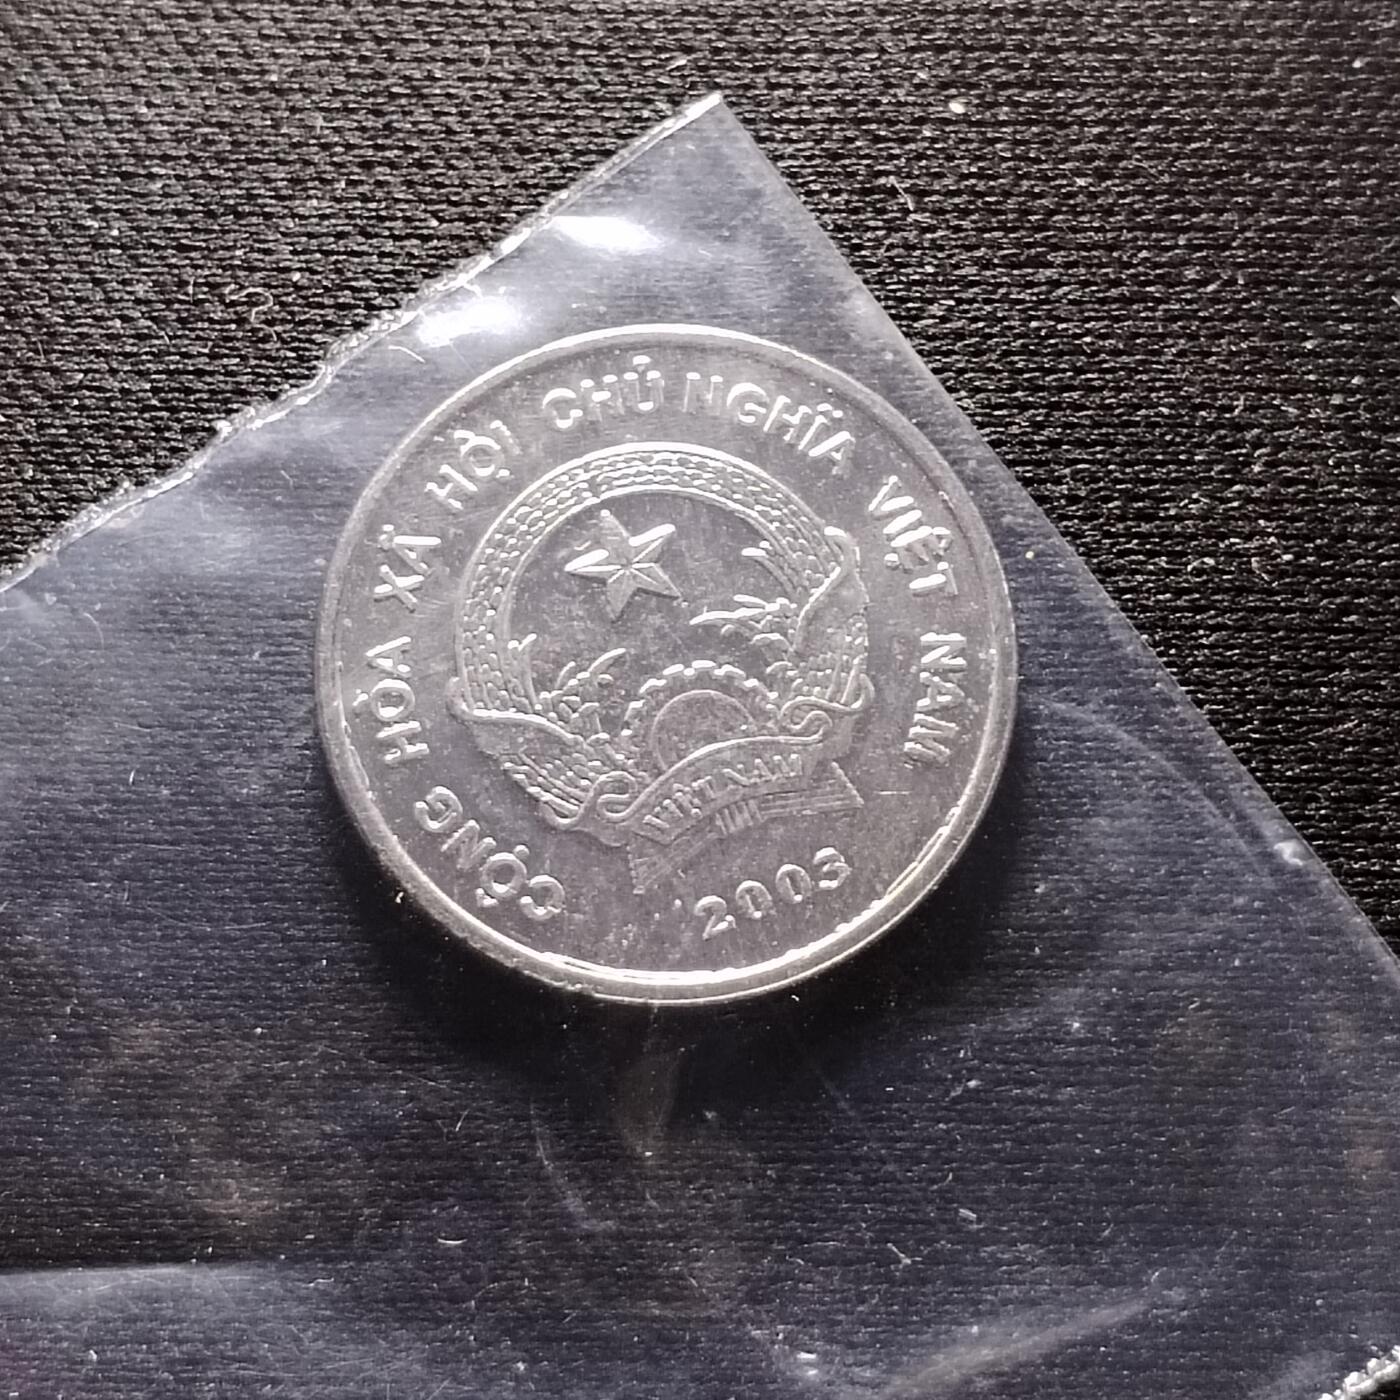 CỘNG HÒA XÃ HỘI CHỦ NGHĨA VIỆT NAM
VIỆT NAM
2003